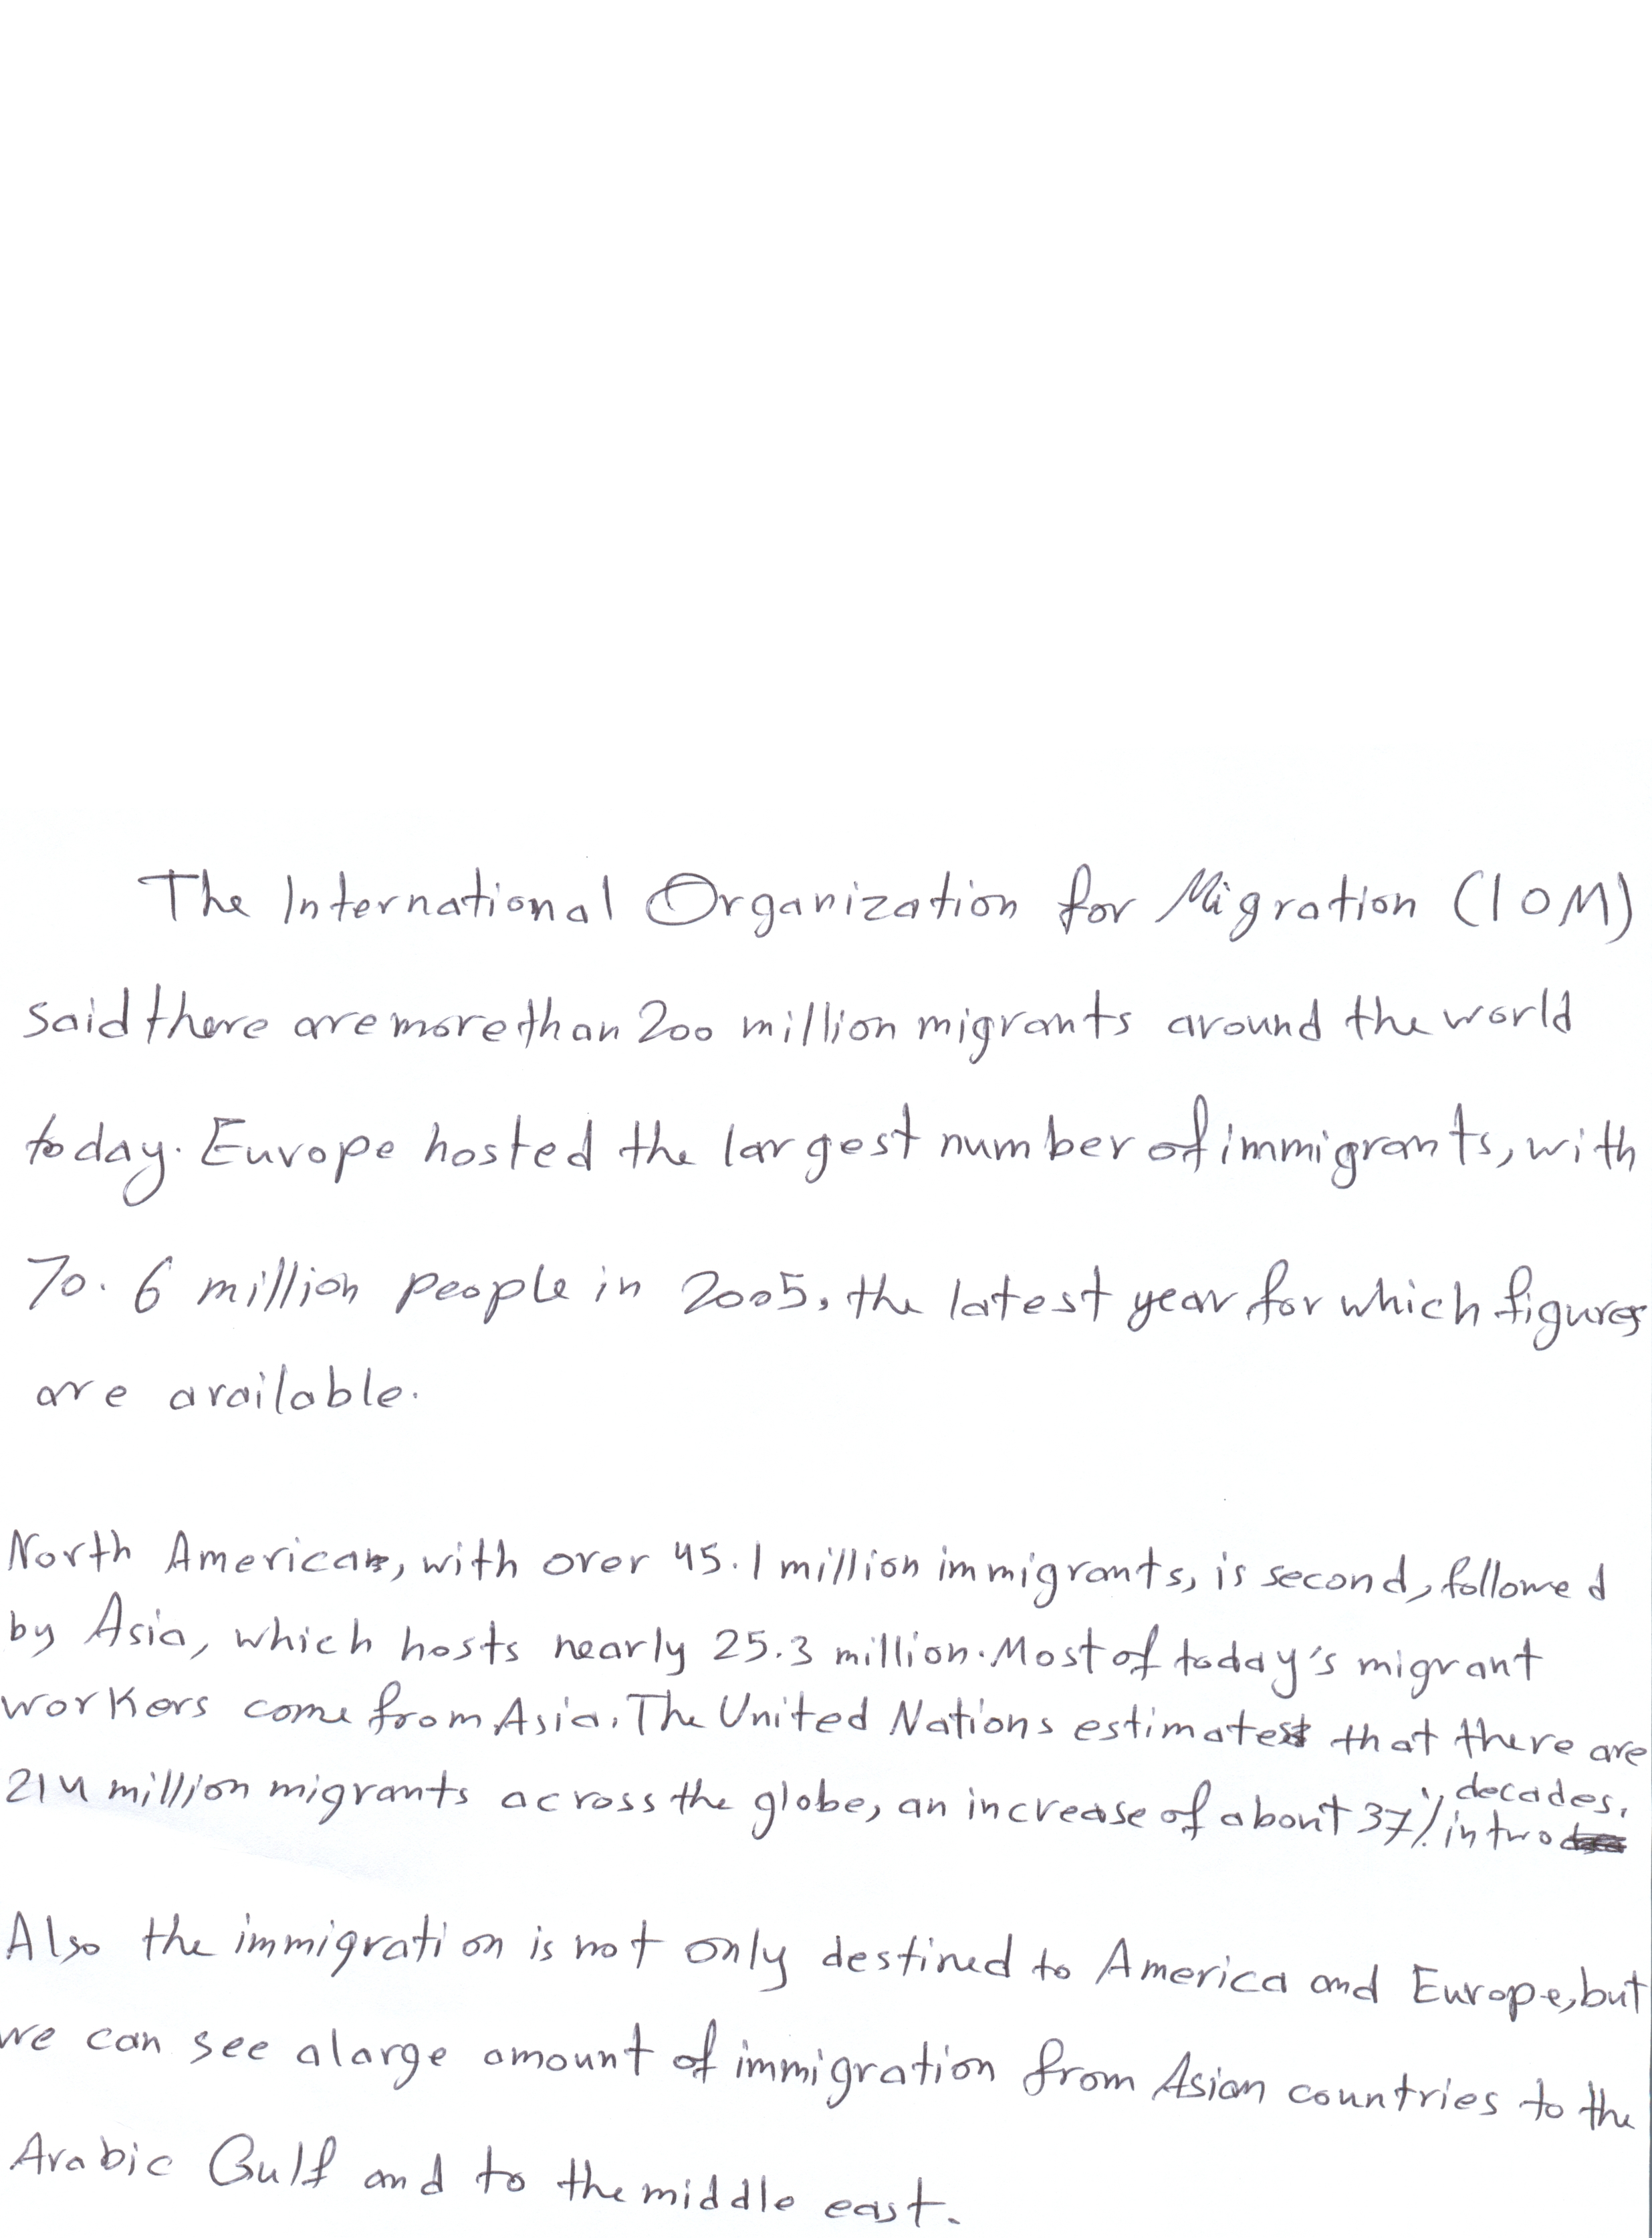 The International Organization for Migration (IOM)
said there are more than 200 million migrants around the world
today. Europe hosted the largest number of immigrants, with
70.6 million people in 2005, the latest year for which figures
are available.
North America, with over 45.1 million immigrants, is second, followed
by Asia, which hosts nearly 25.3 million. Most of today's migrant
workers come from Asia. The United Nations estimates that there are
214 million migrants across the globe, an increase of about 37% in two decades.
Also the immigration is not only destined to America and Europe, but
we can see a large amount of immigration from Asian countries to the
Arabic Gulf and to the middle east.